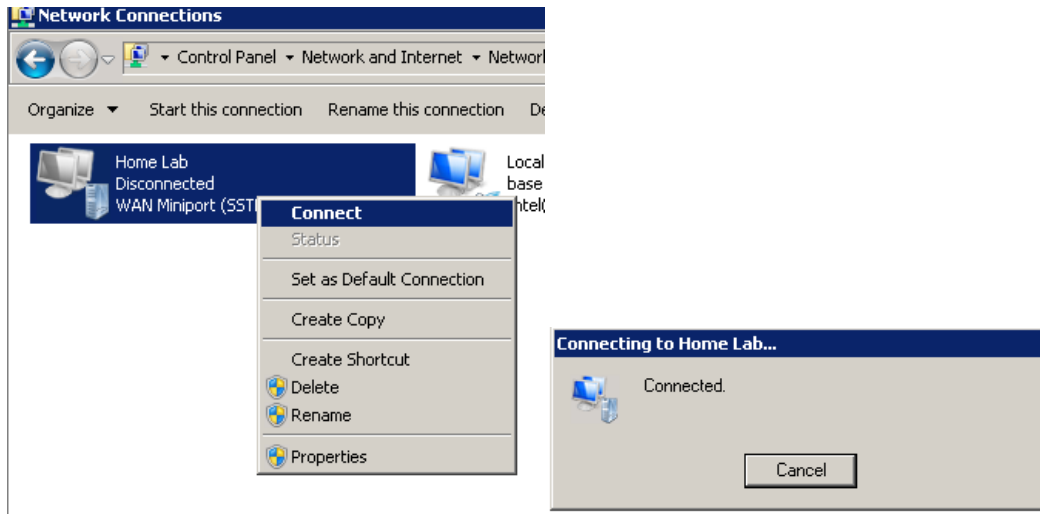 Network Connections
Control Panel Network and Internet
Organize Start this connection Rename this connection
Home Lab
Disconnected
WAN Miniport
Local
base
Connect
Status
Set as Default Connection
Create Copy
Create Shortcut
Delete
Rename
Properties
Connecting to Home Lab...
Connected.
Cancel